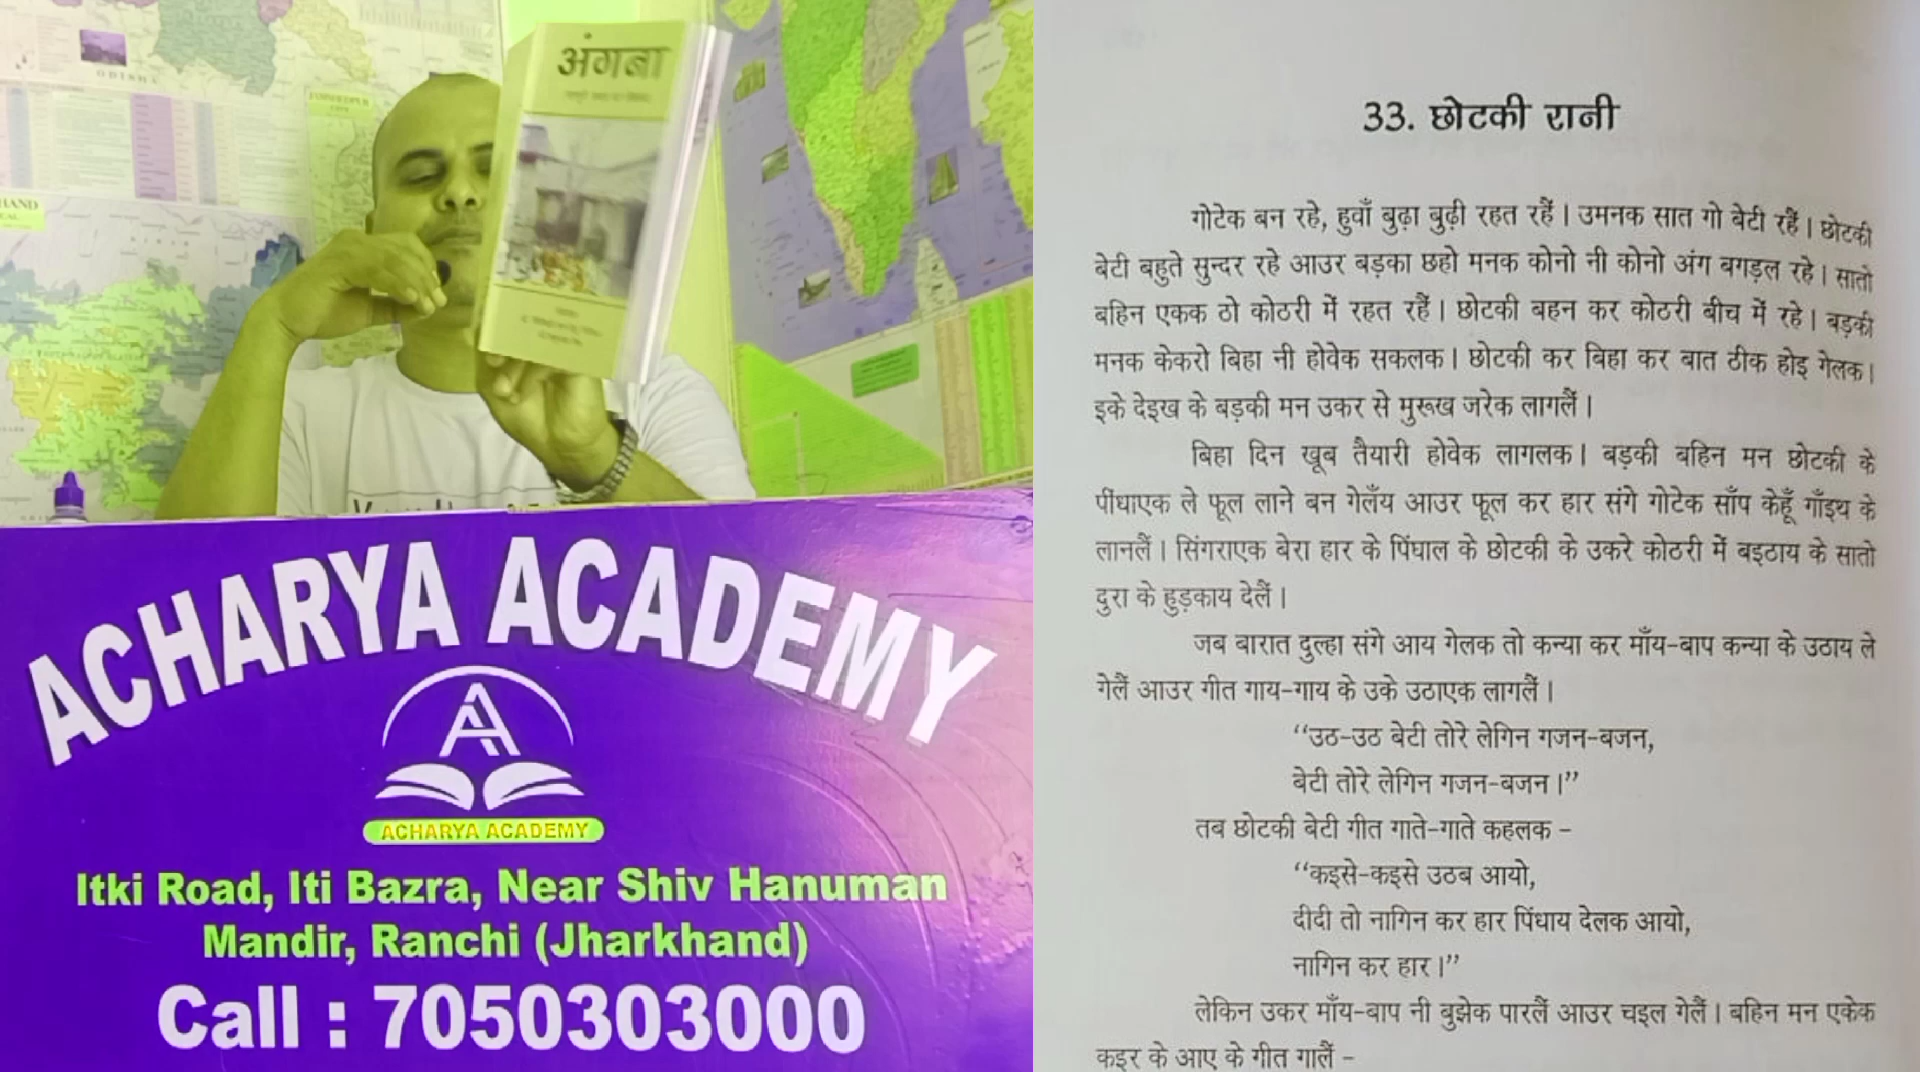 ODISHA
JAMSHEDPUR
HAND
अंगना
ACHARYA ACADEMY
AA
ACHARYA ACADEMY
Itki Road, Iti Bazra, Near Shiv Hanuman
Mandir, Ranchi (Jharkhand)
Call : 7050303000
33. छोटकी रानी
गोटेक बन रहे, हुवाँ बुढ़ा बुढ़ी रहत रहैं। उमनक सात गो बेटी रहैं। छोटकी
बेटी बहुते सुन्दर रहे आउर बड़का छहो मनक कोनो नी कोनो अंग बगड़ल रहे। सातो
बहिन एकक ठो कोठरी में रहत रहैं। छोटकी बहन कर कोठरी बीच में रहे। बड़की
मनक केकरो बिहा नी होवेक सकलक। छोटकी कर बिहा कर बात ठीक होइ गेलक।
इके देइख के बड़की मन उकर से मुरूख जरेक लागलैं।
बिहा दिन खूब तैयारी होवेक लागलक। बड़की बहिन मन छोटकी के
पींधाएक ले फूल लाने बन गेलँय आउर फूल कर हार संगे गोटेक साँप केहूँ गाँइथ के
लानलैं। सिंगराएक बेरा हार के पिंघाल के छोटकी के उकरे कोठरी में बइठाय के सातो
दुरा के हुड़काय देलैं।
जब बारात दुल्हा संगे आय गेलक तो कन्या कर माँय-बाप कन्या के उठाय ले
गेलैं आउर गीत गाय-गाय के उके उठाएक लागलैं।
“उठ-उठ बेटी तोरे लेगिन गजन-बजन,
बेटी तोरे लेगिन गजन-बजन।”
तब छोटकी बेटी गीत गाते-गाते कहलक –
“कइसे-कइसे उठब आयो,
दीदी तो नागिन कर हार पिंधाय देलक आयो,
नागिन कर हार।”
लेकिन उकर माँय-बाप नी बुझेक पारलैं आउर चइल गेलैं। बहिन मन एकेक
कइर के आए के गीत गालैं –